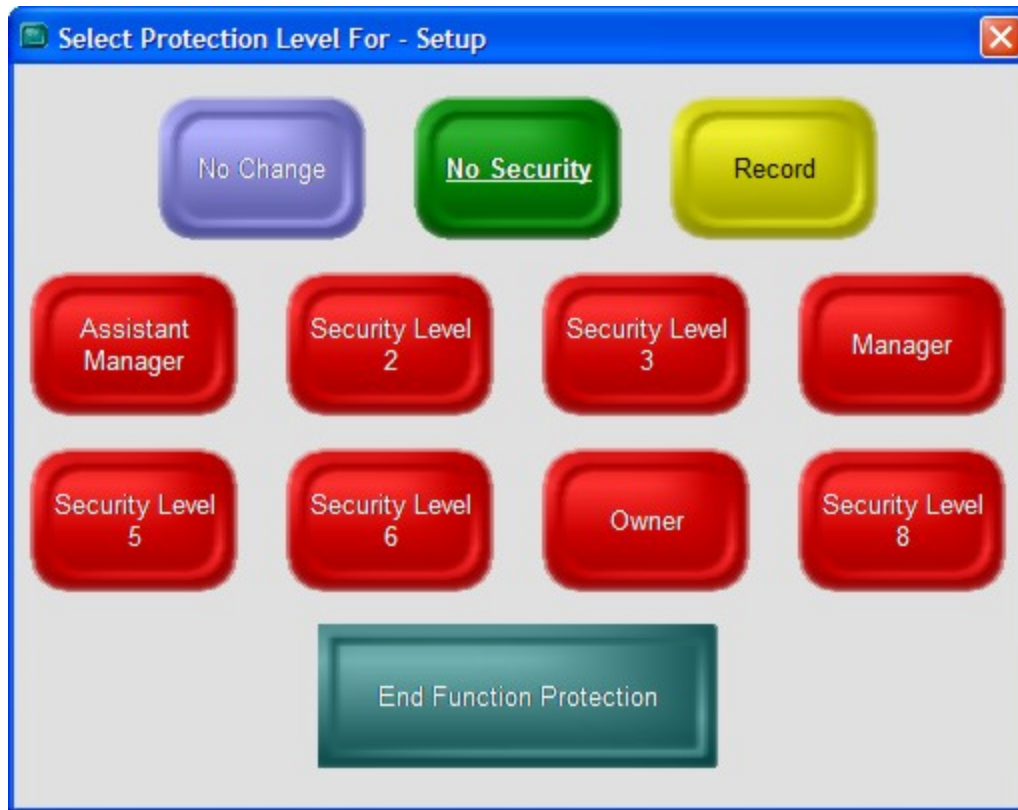 Select Protection Level For - Setup
No Change
No Security
Record
Assistant
Manager
Security Level
2
Security Level
3
Manager
Security Level
5
Security Level
6
Owner
Security Level
8
End Function Protection